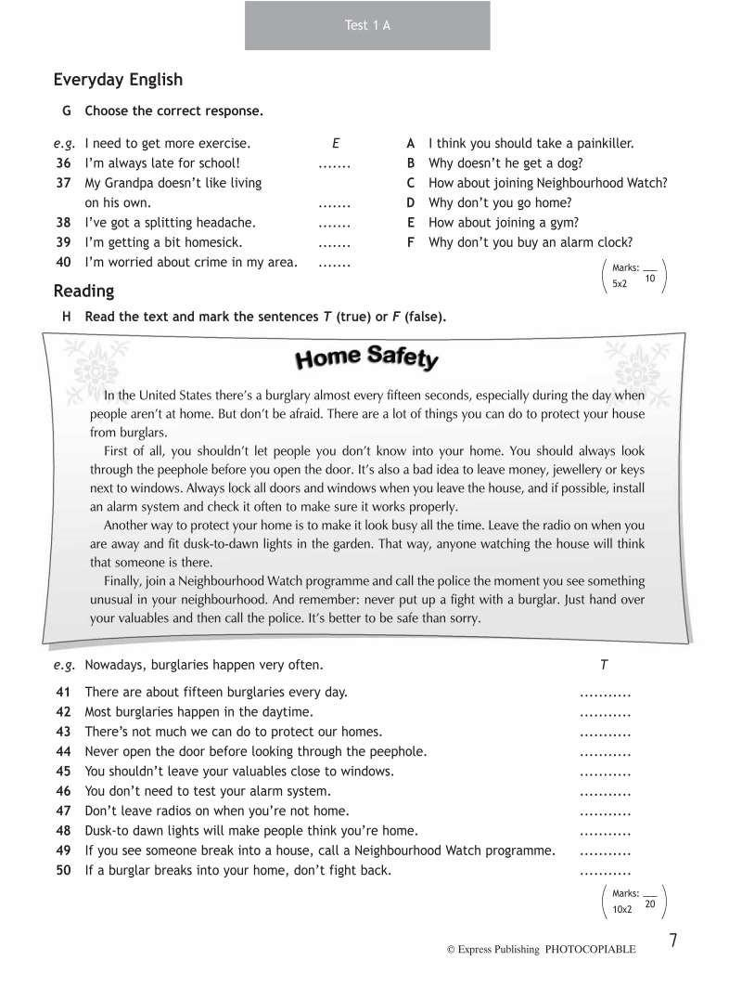 Test 1 A
Everyday English
G Choose the correct response.
e.g. I need to get more exercise. E
36 I'm always late for school! .......
37 My Grandpa doesn't like living
on his own. .......
38 I've got a splitting headache. .......
39 I'm getting a bit homesick. .......
40 I'm worried about crime in my area. .......
A I think you should take a painkiller.
B Why doesn't he get a dog?
C How about joining Neighbourhood Watch?
D Why don't you go home?
E How about joining a gym?
F Why don't you buy an alarm clock?
Marks: __
5x2 10
Reading
H Read the text and mark the sentences T (true) or F (false).
Home Safety
In the United States there's a burglary almost every fifteen seconds, especially during the day when
people aren't at home. But don't be afraid. There are a lot of things you can do to protect your house
from burglars.
First of all, you shouldn't let people you don't know into your home. You should always look
through the peephole before you open the door. It's also a bad idea to leave money, jewellery or keys
next to windows. Always lock all doors and windows when you leave the house, and if possible, install
an alarm system and check it often to make sure it works properly.
Another way to protect your home is to make it look busy all the time. Leave the radio on when you
are away and fit dusk-to-dawn lights in the garden. That way, anyone watching the house will think
that someone is there.
Finally, join a Neighbourhood Watch programme and call the police the moment you see something
unusual in your neighbourhood. And remember: never put up a fight with a burglar. Just hand over
your valuables and then call the police. It's better to be safe than sorry.
e.g. Nowadays, burglaries happen very often. T
41 There are about fifteen burglaries every day. ...........
42 Most burglaries happen in the daytime. ...........
43 There's not much we can do to protect our homes. ...........
44 Never open the door before looking through the peephole. ...........
45 You shouldn't leave your valuables close to windows. ...........
46 You don't need to test your alarm system. ...........
47 Don't leave radios on when you're not home. ...........
48 Dusk-to dawn lights will make people think you're home. ...........
49 If you see someone break into a house, call a Neighbourhood Watch programme. ...........
50 If a burglar breaks into your home, don't fight back. ...........
Marks: __
10x2 20
© Express Publishing PHOTOCOPIABLE
7